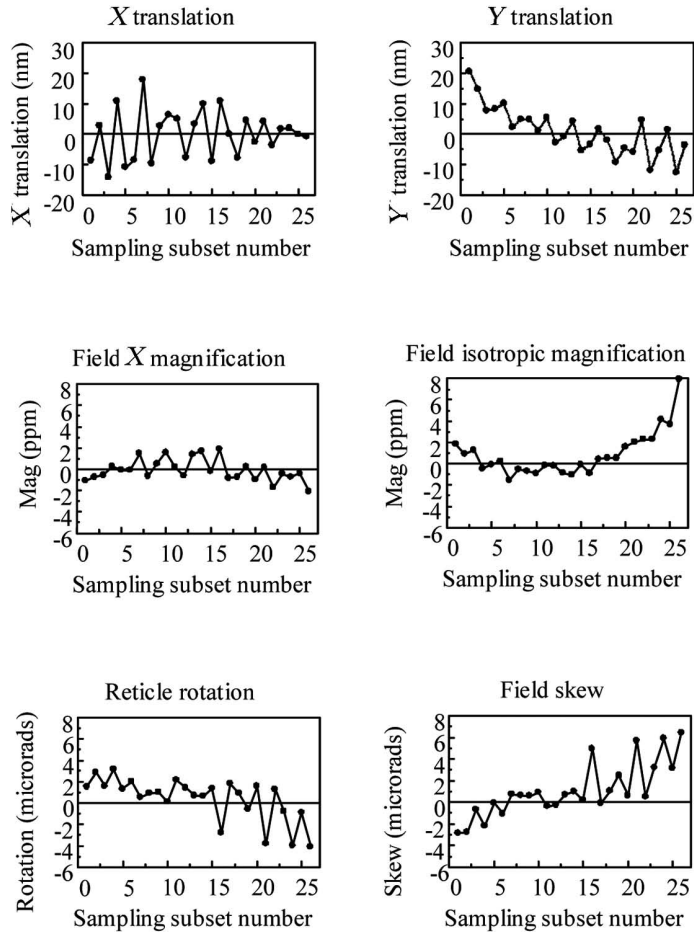 X translation
X translation (nm)
30
20
10
0
-10
-20
0 5 10 15 20 25
Sampling subset number
Y translation
Y translation (nm)
30
20
10
0
-10
-20
0 5 10 15 20 25
Sampling subset number
Field X magnification
Mag (ppm)
8
6
4
2
0
-2
-4
-6
0 5 10 15 20 25
Sampling subset number
Field isotropic magnification
Mag (ppm)
8
6
4
2
0
-2
-4
-6
0 5 10 15 20 25
Sampling subset number
Reticle rotation
Rotation (microrads)
8
6
4
2
0
-2
-4
-6
0 5 10 15 20 25
Sampling subset number
Field skew
Skew (microrads)
8
6
4
2
0
-2
-4
-6
0 5 10 15 20 25
Sampling subset number